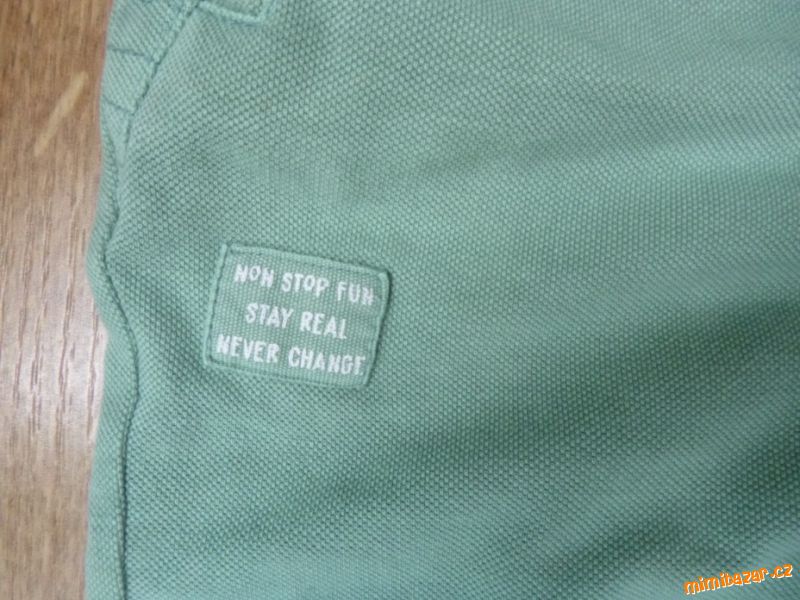 NON STOP FUN
STAY REAL
NEVER CHANGE
mimibazar.cz